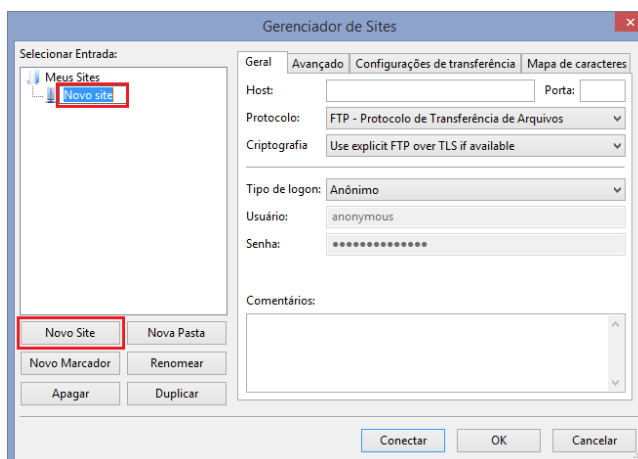 Gerenciador de Sites
Selecionar Entrada:
Meus Sites
Novo site
Novo Site
Nova Pasta
Novo Marcador
Renomear
Apagar
Duplicar
Geral
Avançado
Configurações de transferência
Mapa de caracteres
Host:
Porta:
Protocolo:
FTP - Protocolo de Transferência de Arquivos
Criptografia
Use explicit FTP over TLS if available
Tipo de logon:
Anônimo
Usuário:
anonymous
Senha:
Comentários:
Conectar
OK
Cancelar